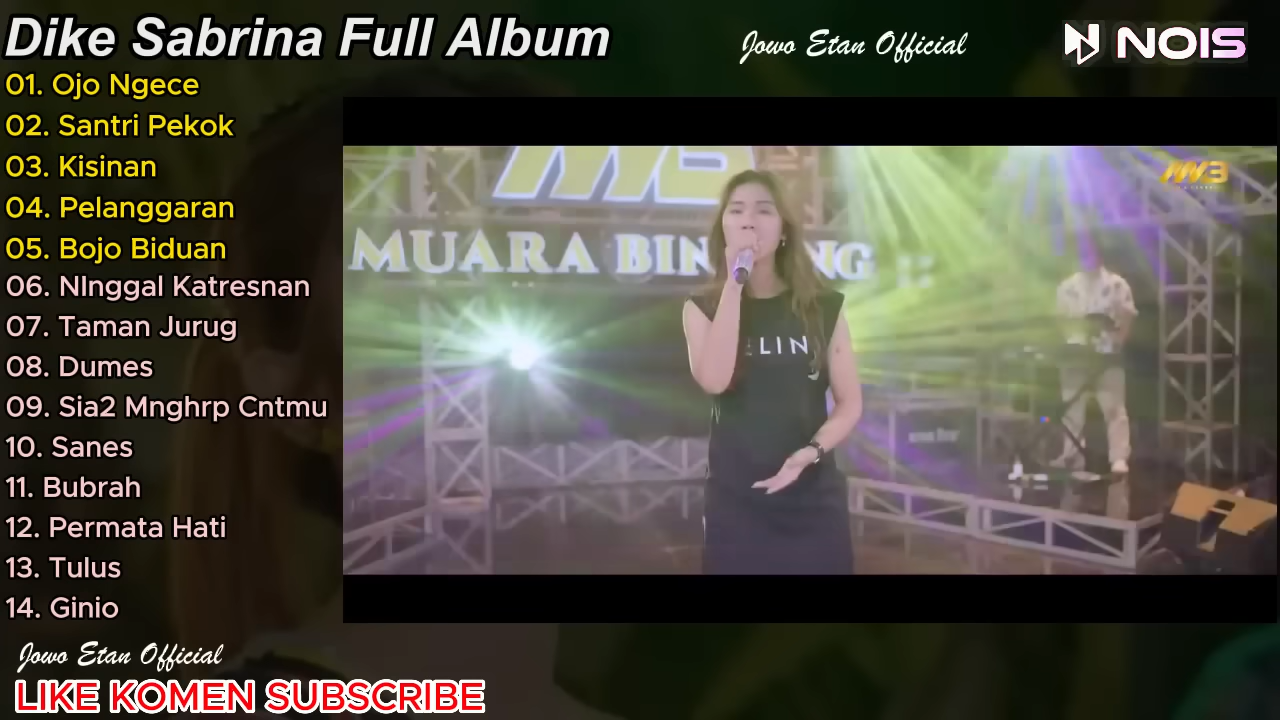 Dike Sabrina Full Album
Jowo Etan Official
NOIS
01. Ojo Ngece
02. Santri Pekok
03. Kisinan
04. Pelanggaran
05. Bojo Biduan
06. NInggal Katresnan
07. Taman Jurug
08. Dumes
09. Sia2 Mnghrp Cntmu
10. Sanes
11. Bubrah
12. Permata Hati
13. Tulus
14. Ginio
MUARA BIN NG
LIN
Jowo Etan Official
LIKE KOMEN SUBSCRIBE